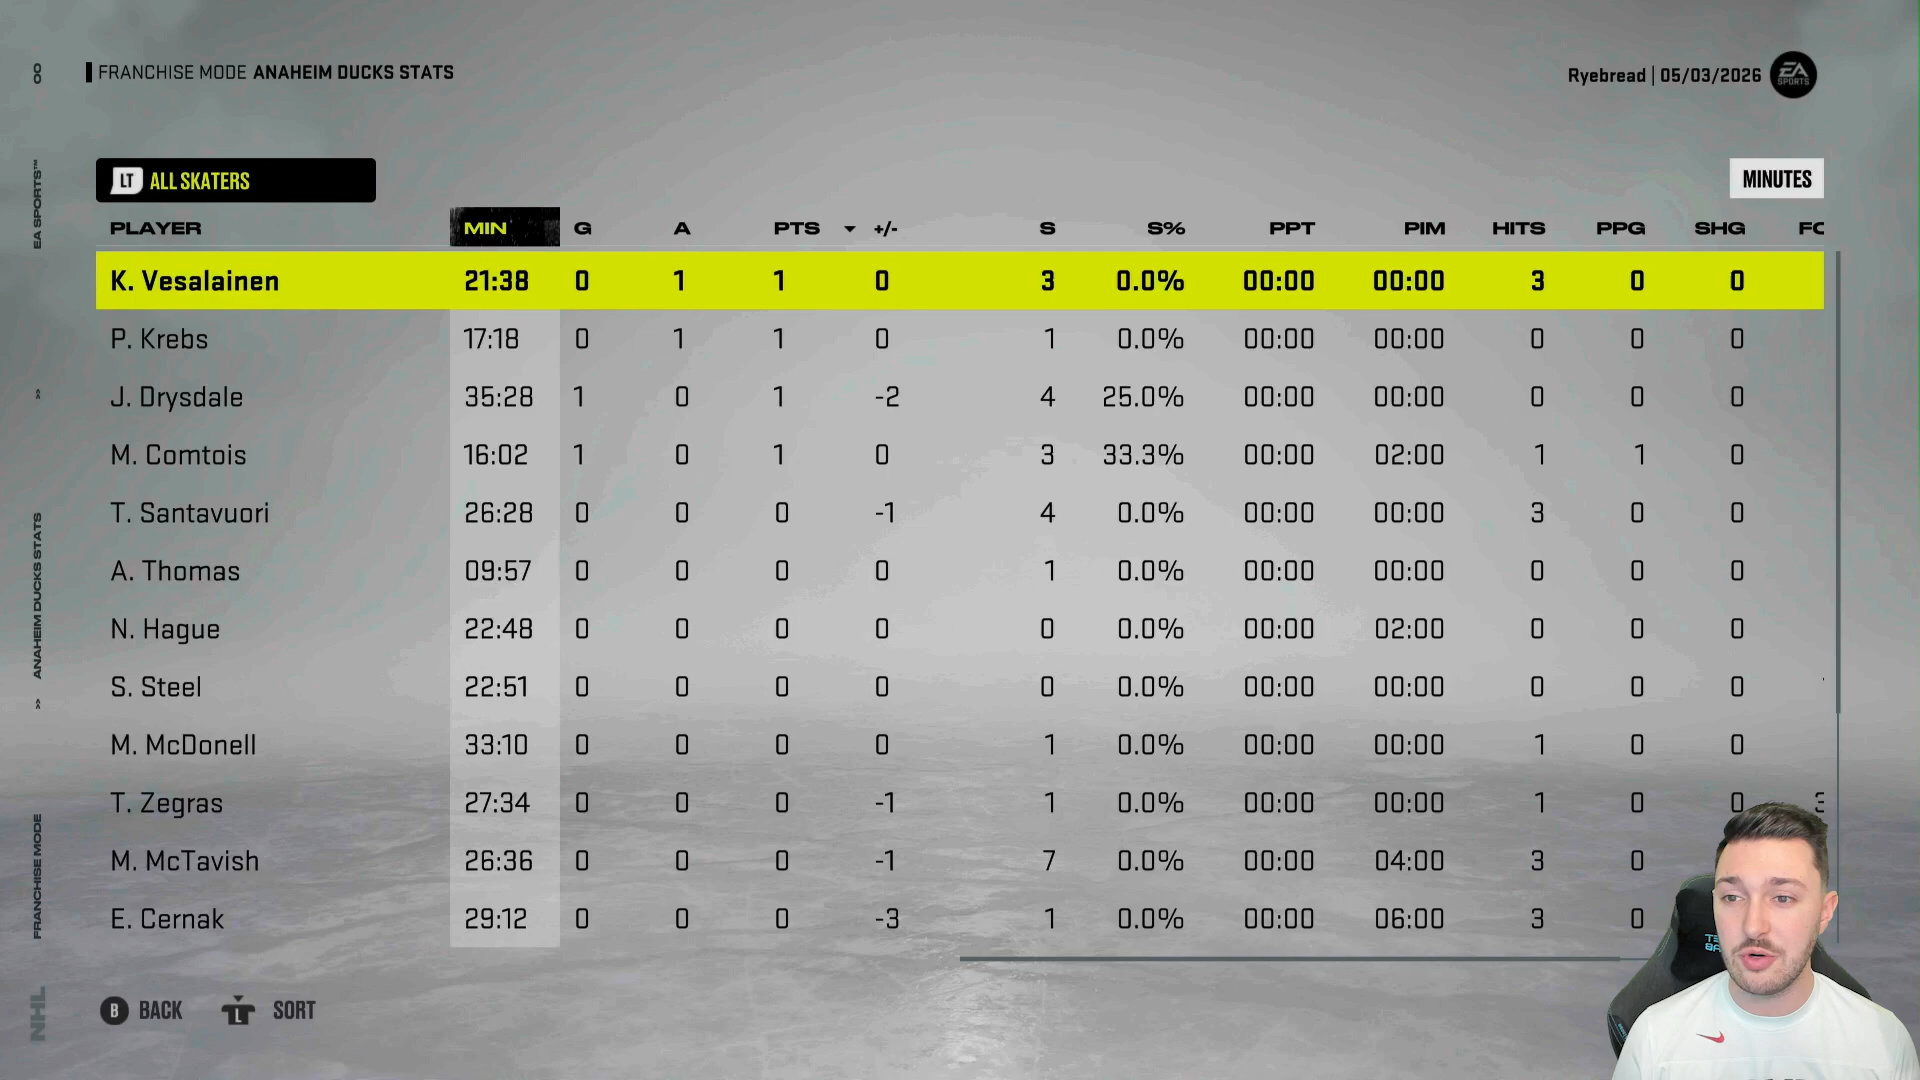 FRANCHISE MODE ANAHEIM DUCKS STATS
Ryebread | 05/03/2026
EA SPORTS
LT ALL SKATERS
MINUTES
PLAYER MIN G A PTS +/- S S% PPT PIM HITS PPG SHG
K. Vesalainen 21:38 0 1 1 0 3 0.0% 00:00 00:00 3 0 0
P. Krebs 17:18 0 1 1 0 1 0.0% 00:00 00:00 0 0 0
J. Drysdale 35:28 1 0 1 -2 4 25.0% 00:00 00:00 0 0 0
M. Comtois 16:02 1 0 1 0 3 33.3% 00:00 02:00 1 1 0
T. Santavuori 26:28 0 0 0 -1 4 0.0% 00:00 00:00 3 0 0
A. Thomas 09:57 0 0 0 0 1 0.0% 00:00 00:00 0 0 0
N. Hague 22:48 0 0 0 0 0 0.0% 00:00 02:00 0 0 0
S. Steel 22:51 0 0 0 0 0 0.0% 00:00 00:00 0 0 0
M. McDonell 33:10 0 0 0 0 1 0.0% 00:00 00:00 1 0 0
T. Zegras 27:34 0 0 0 -1 1 0.0% 00:00 00:00 1 0 0
M. McTavish 26:36 0 0 0 -1 7 0.0% 00:00 04:00 3 0
E. Cernak 29:12 0 0 0 -3 1 0.0% 00:00 06:00 3 0
B BACK L SORT
EA SPORTS™
ANAHEIM DUCKS STATS
FRANCHISE MODE
NHL